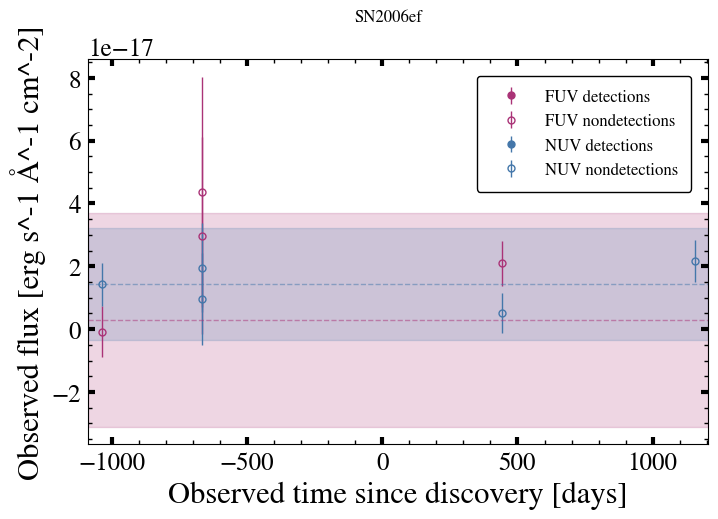 SN2006ef
1e−17
8
6
4
2
0
−2
Observed flux [erg s^-1 Å^-1 cm^-2]
FUV detections
FUV nondetections
NUV detections
NUV nondetections
−1000 −500 0 500 1000
Observed time since discovery [days]